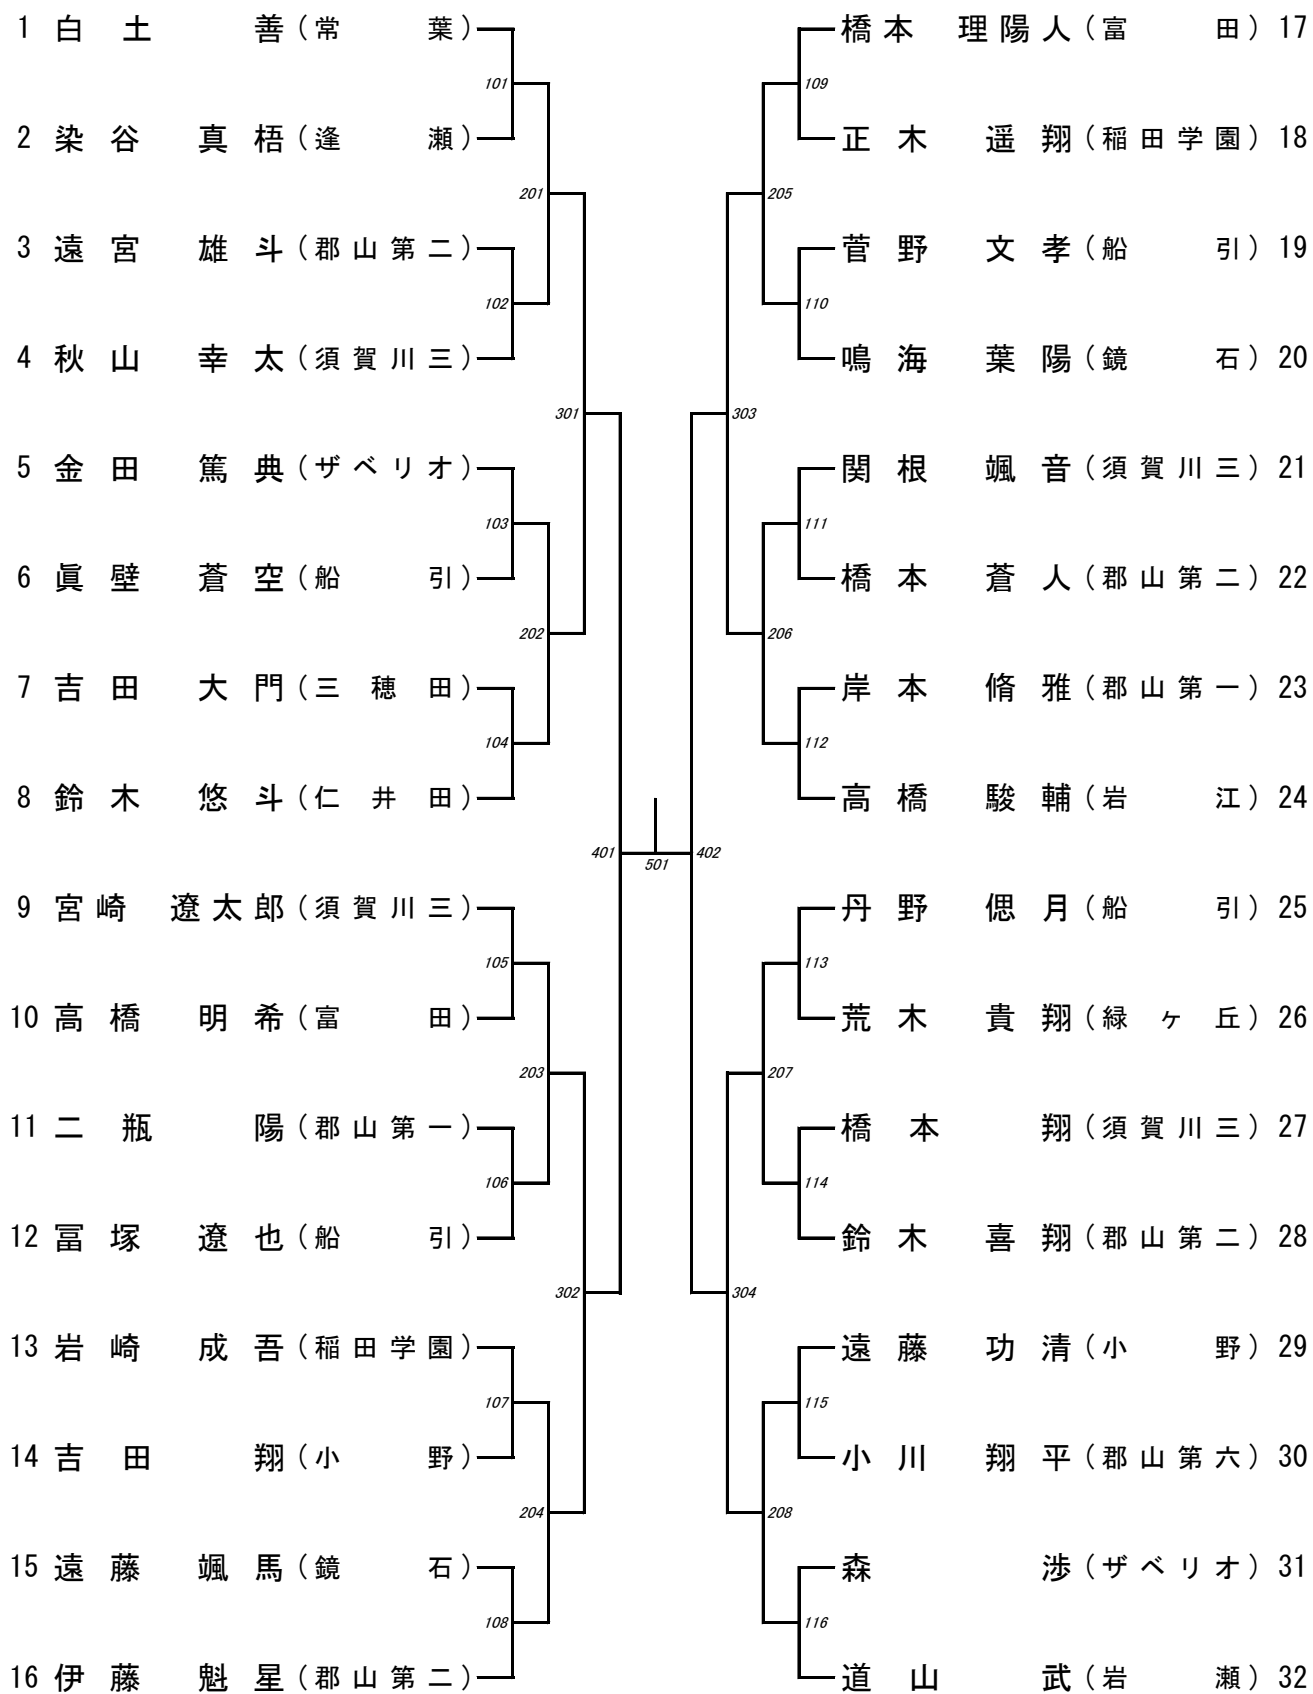 1 白土 善 (常葉)
101
2 染谷 真梧 (逢瀬)
201
3 遠宮 雄斗 (郡山第二)
102
4 秋山 幸太 (須賀川三)
301
5 金田 篤典 (ザベリオ)
103
6 眞壁 蒼空 (船引)
202
7 吉田 大門 (三穂田)
104
8 鈴木 悠斗 (仁井田)
401
9 宮崎 遼太郎 (須賀川三)
105
10 高橋 明希 (富田)
203
11 二瓶 陽 (郡山第一)
106
12 冨塚 遼也 (船引)
302
13 岩崎 成吾 (稲田学園)
107
14 吉田 翔 (小野)
204
15 遠藤 颯馬 (鏡石)
108
16 伊藤 魁星 (郡山第二)
501
橋本 理陽人 (富田) 17
109
正木 遥翔 (稲田学園) 18
205
菅野 文孝 (船引) 19
110
鳴海 葉陽 (鏡石) 20
303
関根 颯音 (須賀川三) 21
111
橋本 蒼人 (郡山第二) 22
206
岸本 脩雅 (郡山第一) 23
112
高橋 駿輔 (岩江) 24
402
丹野 偲月 (船引) 25
113
荒木 貴翔 (緑ヶ丘) 26
207
橋本 翔 (須賀川三) 27
114
鈴木 喜翔 (郡山第二) 28
304
遠藤 功清 (小野) 29
115
小川 翔平 (郡山第六) 30
208
森 渉 (ザベリオ) 31
116
道山 武 (岩瀬) 32